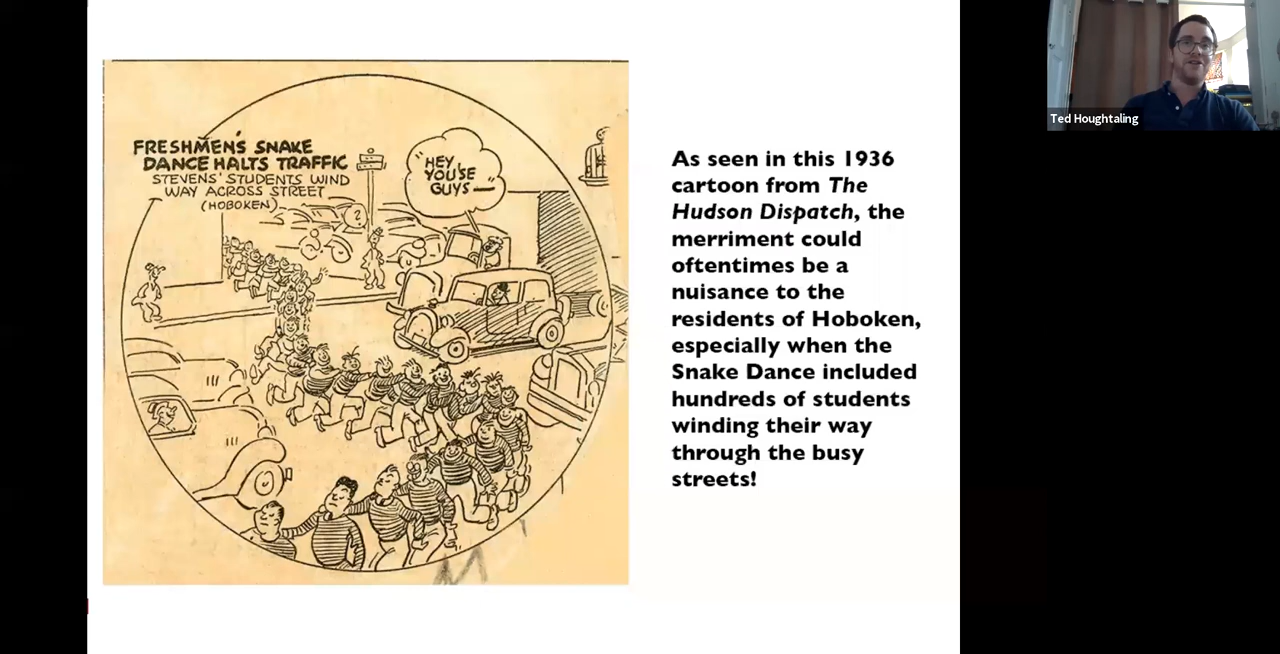 FRESHMEN'S SNAKE
DANCE HALTS TRAFFIC
STEVENS' STUDENTS WIND
WAY ACROSS STREET
(HOBOKEN)
"HEY,
YOU'SE
GUYS—
?
As seen in this 1936
cartoon from The
Hudson Dispatch, the
merriment could
oftentimes be a
nuisance to the
residents of Hoboken,
especially when the
Snake Dance included
hundreds of students
winding their way
through the busy
streets!
Ted Houghtaling